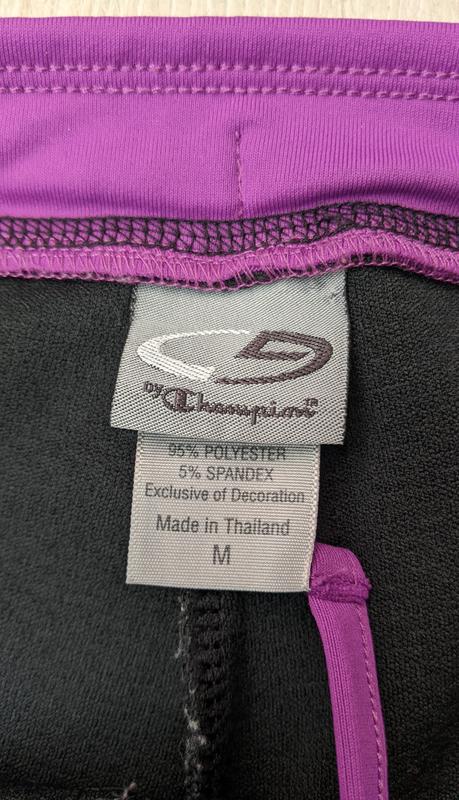 C D
BY Champion
95% POLYESTER
5% SPANDEX
Exclusive of Decoration
Made in Thailand
M